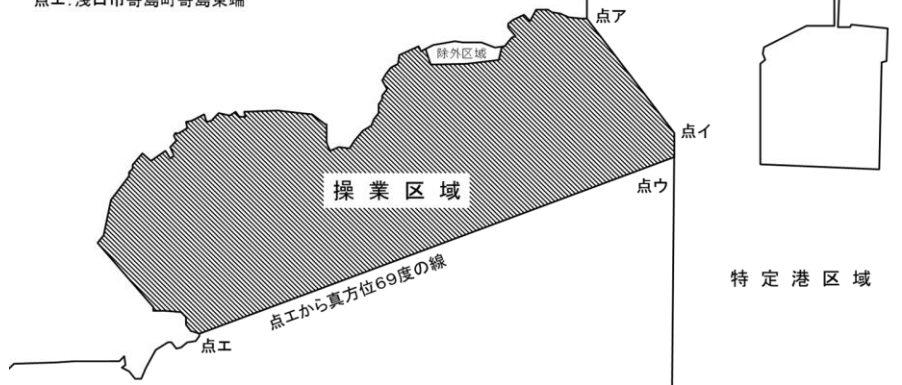 点エ：浅口市寄島町寄島東端
点ア
除外区域
点イ
操業区域
点ウ
点エから真方位69度の線
特定港区域
点エ